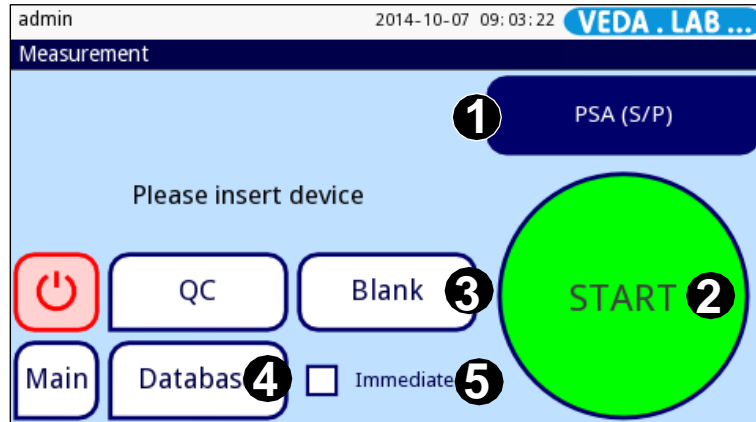 admin 2014-10-07 09:03:22 VEDA.LAB...
Measurement
1 PSA (S/P)
Please insert device
QC Blank 3 START 2
Main Databas 4 Immediate 5